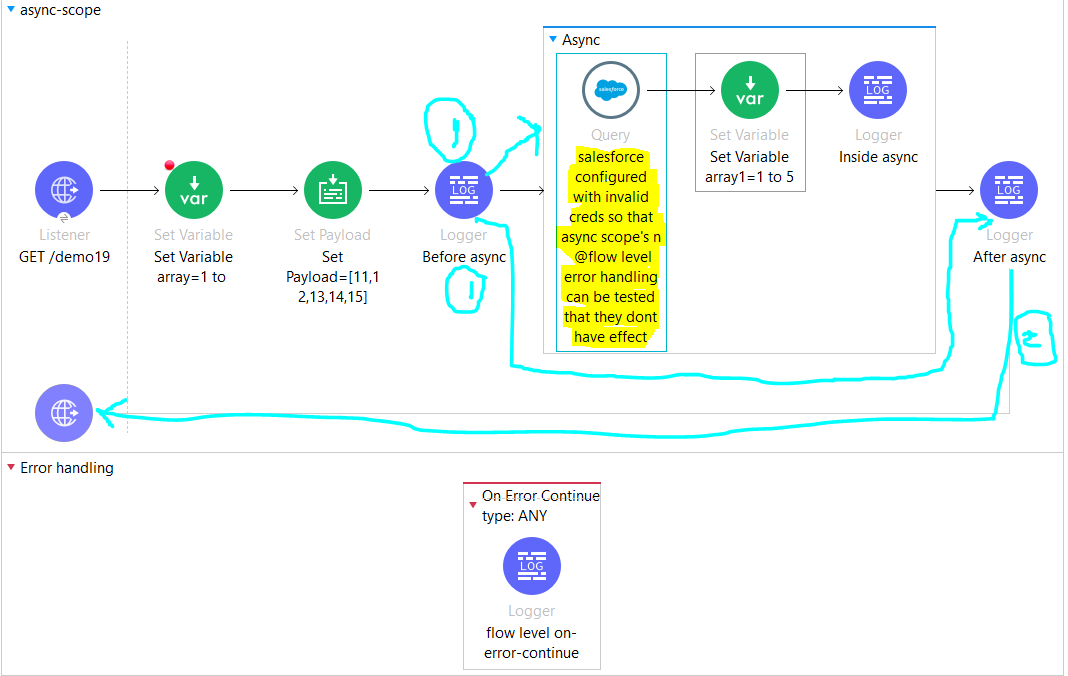 async-scope
Async
salesforce
Query
salesforce
configured
with invalid
creds so that
async scope's n
@flow level
error handling
can be tested
that they dont
have effect
var
Set Variable
Set Variable
array1=1 to 5
LOG
Logger
Inside async
1
Listener
GET /demo19
var
Set Variable
Set Variable
array=1 to
Set Payload
Set
Payload=[11,1
2,13,14,15]
LOG
Logger
Before async
1
LOG
Logger
After async
2
Error handling
On Error Continue
type: ANY
LOG
Logger
flow level on-
error-continue